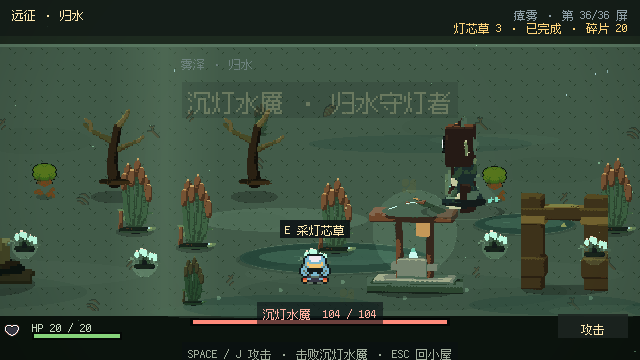 远征 · 归水
瘴雾 · 第 36/36 屏
灯芯草 3 · 已完成 · 碎片 20
雾泽 · 归水
沉灯水魇 · 归水守灯者
E 采灯芯草
沉灯水魇 104 / 104
HP 20 / 20
攻击
SPACE / J 攻击 · 击败沉灯水魇 · ESC 回小屋